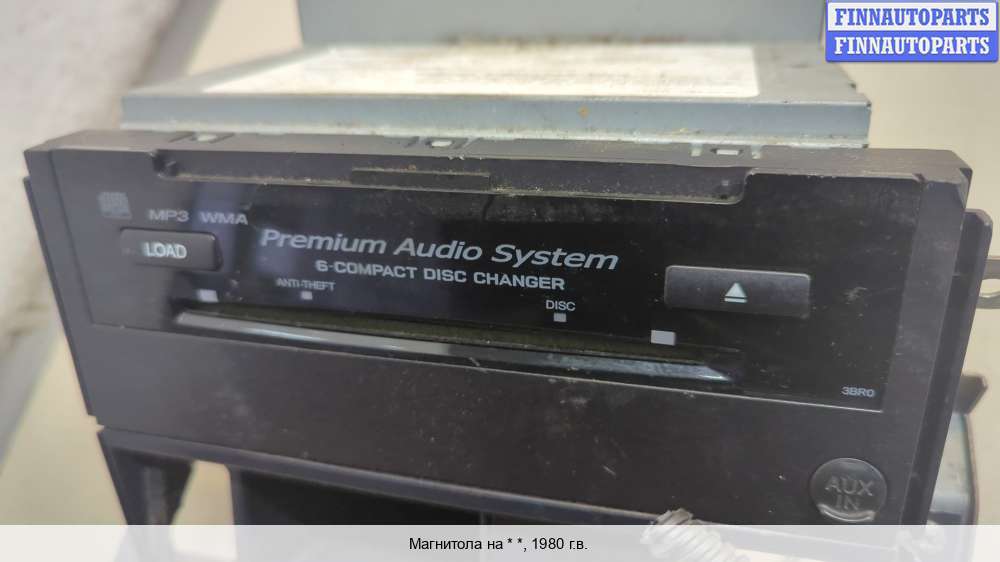 FINNAUTOPARTS
FINNAUTOPARTS
MP3 WMA
LOAD
Premium Audio System
6-COMPACT DISC CHANGER
ANTI-THEFT
DISC
3BR0
AUX
IN
Магнитола на * *, 1980 г.в.